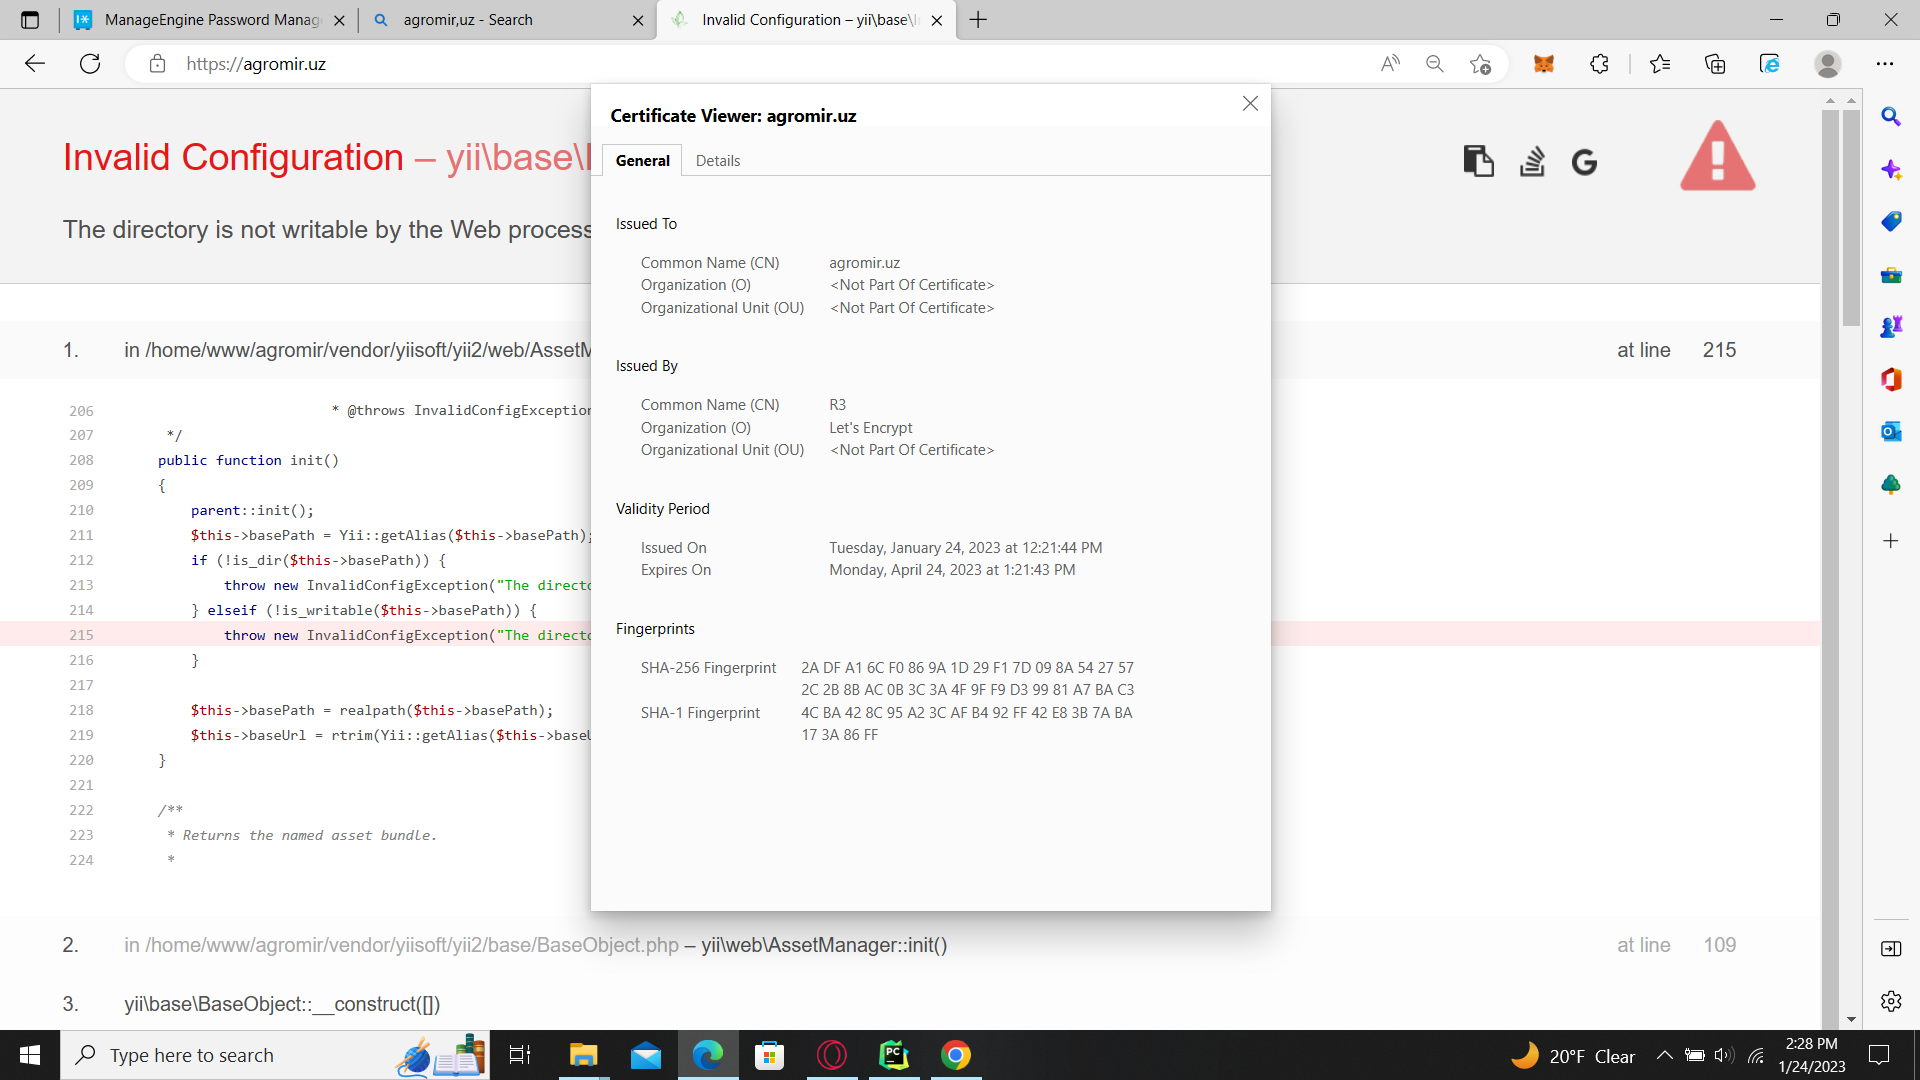 ManageEngine Password Manag
agromir,uz - Search
Invalid Configuration – yii\base\I
https://agromir.uz
Invalid Configuration – yii\base\
The directory is not writable by the Web process
1. in /home/www/agromir/vendor/yiisoft/yii2/web/AssetM at line 215
206 * @throws InvalidConfigException
207 */
208 public function init()
209 {
210 parent::init();
211 $this->basePath = Yii::getAlias($this->basePath);
212 if (!is_dir($this->basePath)) {
213 throw new InvalidConfigException("The directo
214 } elseif (!is_writable($this->basePath)) {
215 throw new InvalidConfigException("The directo
216 }
217
218 $this->basePath = realpath($this->basePath);
219 $this->baseUrl = rtrim(Yii::getAlias($this->baseU
220 }
221
222 /**
223 * Returns the named asset bundle.
224 *
2. in /home/www/agromir/vendor/yiisoft/yii2/base/BaseObject.php – yii\web\AssetManager::init() at line 109
3. yii\base\BaseObject::__construct([])
Certificate Viewer: agromir.uz
General Details
Issued To
Common Name (CN) agromir.uz
Organization (O) <Not Part Of Certificate>
Organizational Unit (OU) <Not Part Of Certificate>
Issued By
Common Name (CN) R3
Organization (O) Let's Encrypt
Organizational Unit (OU) <Not Part Of Certificate>
Validity Period
Issued On Tuesday, January 24, 2023 at 12:21:44 PM
Expires On Monday, April 24, 2023 at 1:21:43 PM
Fingerprints
SHA-256 Fingerprint 2A DF A1 6C F0 86 9A 1D 29 F1 7D 09 8A 54 27 57
2C 2B 8B AC 0B 3C 3A 4F 9F F9 D3 99 81 A7 BA C3
SHA-1 Fingerprint 4C BA 42 8C 95 A2 3C AF B4 92 FF 42 E8 3B 7A BA
17 3A 86 FF
Type here to search
20°F Clear
2:28 PM
1/24/2023